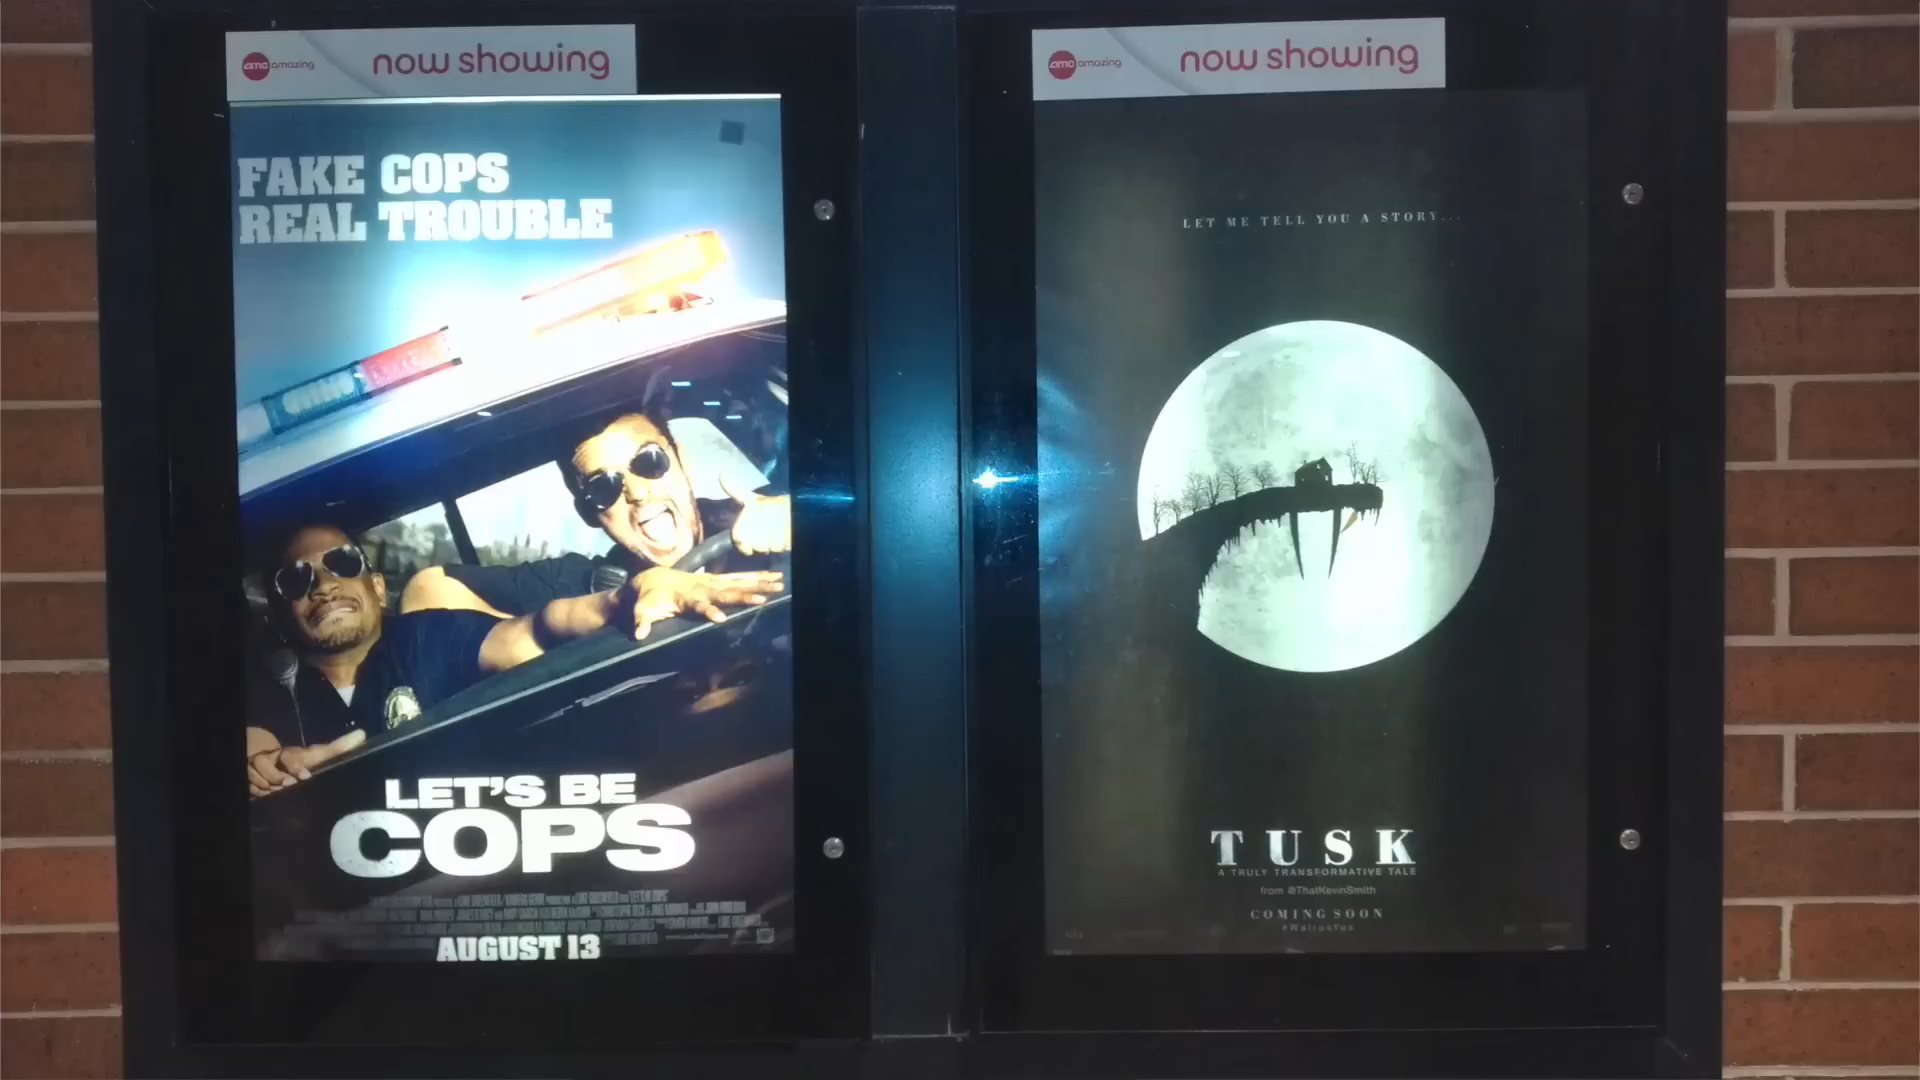 amc amazing
now showing
FAKE COPS
REAL TROUBLE
LET'S BE
COPS
AUGUST 13
amc amazing
now showing
LET ME TELL YOU A STORY...
TUSK
A TRULY TRANSFORMATIVE TALE
from @ThatKevinSmith
COMING SOON
#WalrusYes